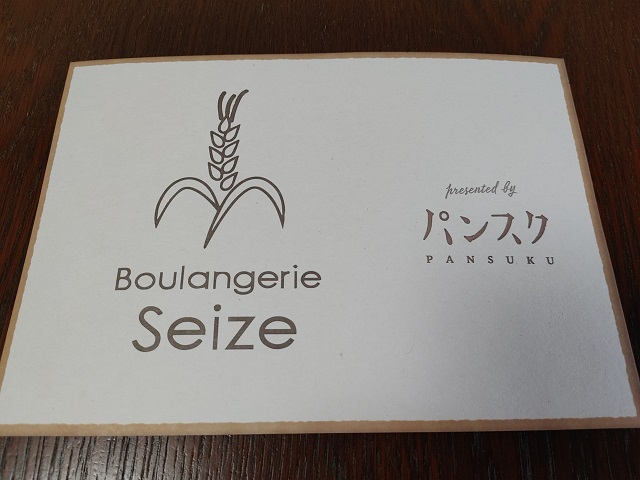 Boulangerie
Seize
presented by
パンスク
PANSUKU